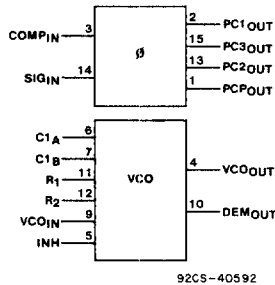 2
COMPIN 3 PC1OUT
15
Ø PC3OUT
SIGIN 14 13 PC2OUT
1
PCPOUT
C1A 6
C1B 7 4
R1 11 VCO VCOOUT
R2 12
VCOIN 9 10 DEMOUT
INH 5
92CS-40592